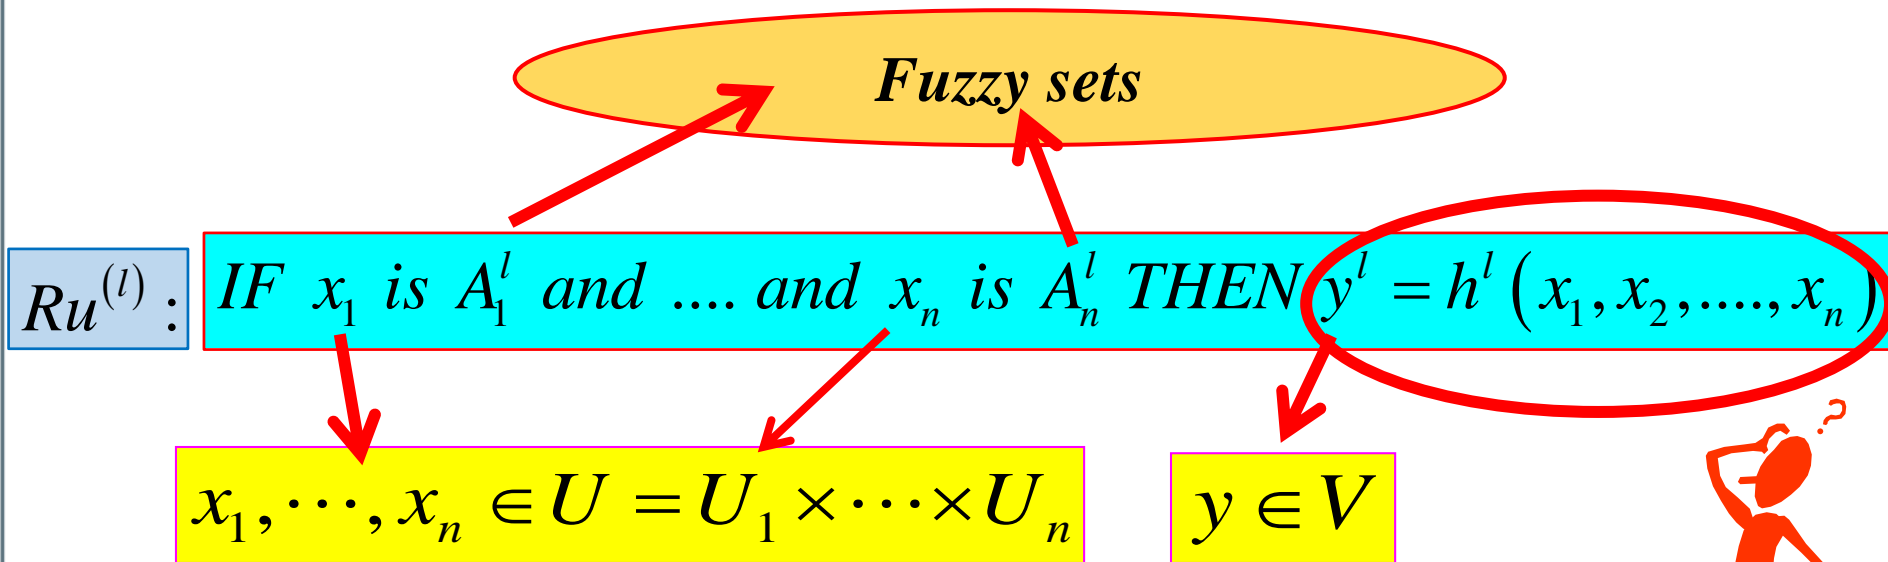 Fuzzy sets
Ru^(l) : IF x_1 is A_1^l and .... and x_n is A_n^l THEN y^l = h^l (x_1, x_2, ...., x_n)
x_1, ⋯, x_n ∈ U = U_1 × ⋯ × U_n y ∈ V
?